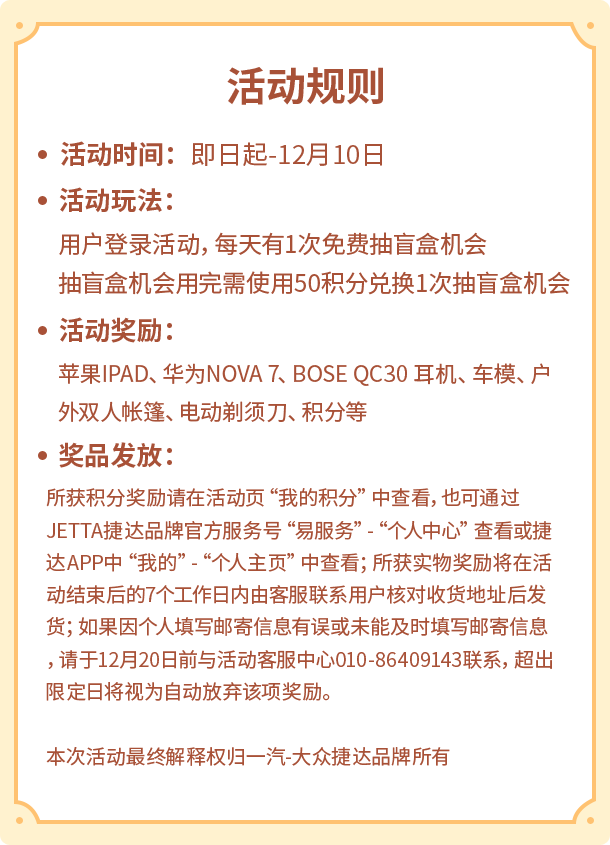 活动规则
• 活动时间：即日起-12月10日
• 活动玩法：
用户登录活动，每天有1次免费抽盲盒机会
抽盲盒机会用完需使用50积分兑换1次抽盲盒机会
• 活动奖励：
苹果IPAD、华为NOVA 7、BOSE QC30 耳机、车模、户
外双人帐篷、电动剃须刀、积分等
• 奖品发放：
所获积分奖励请在活动页“我的积分”中查看，也可通过
JETTA捷达品牌官方服务号“易服务” - “个人中心”查看或捷
达APP中“我的” - “个人主页”中查看；所获实物奖励将在活
动结束后的7个工作日内由客服联系用户核对收货地址后发
货；如果因个人填写邮寄信息有误或未能及时填写邮寄信息
，请于12月20日前与活动客服中心010-86409143联系，超出
限定日将视为自动放弃该项奖励。
本次活动最终解释权归一汽-大众捷达品牌所有